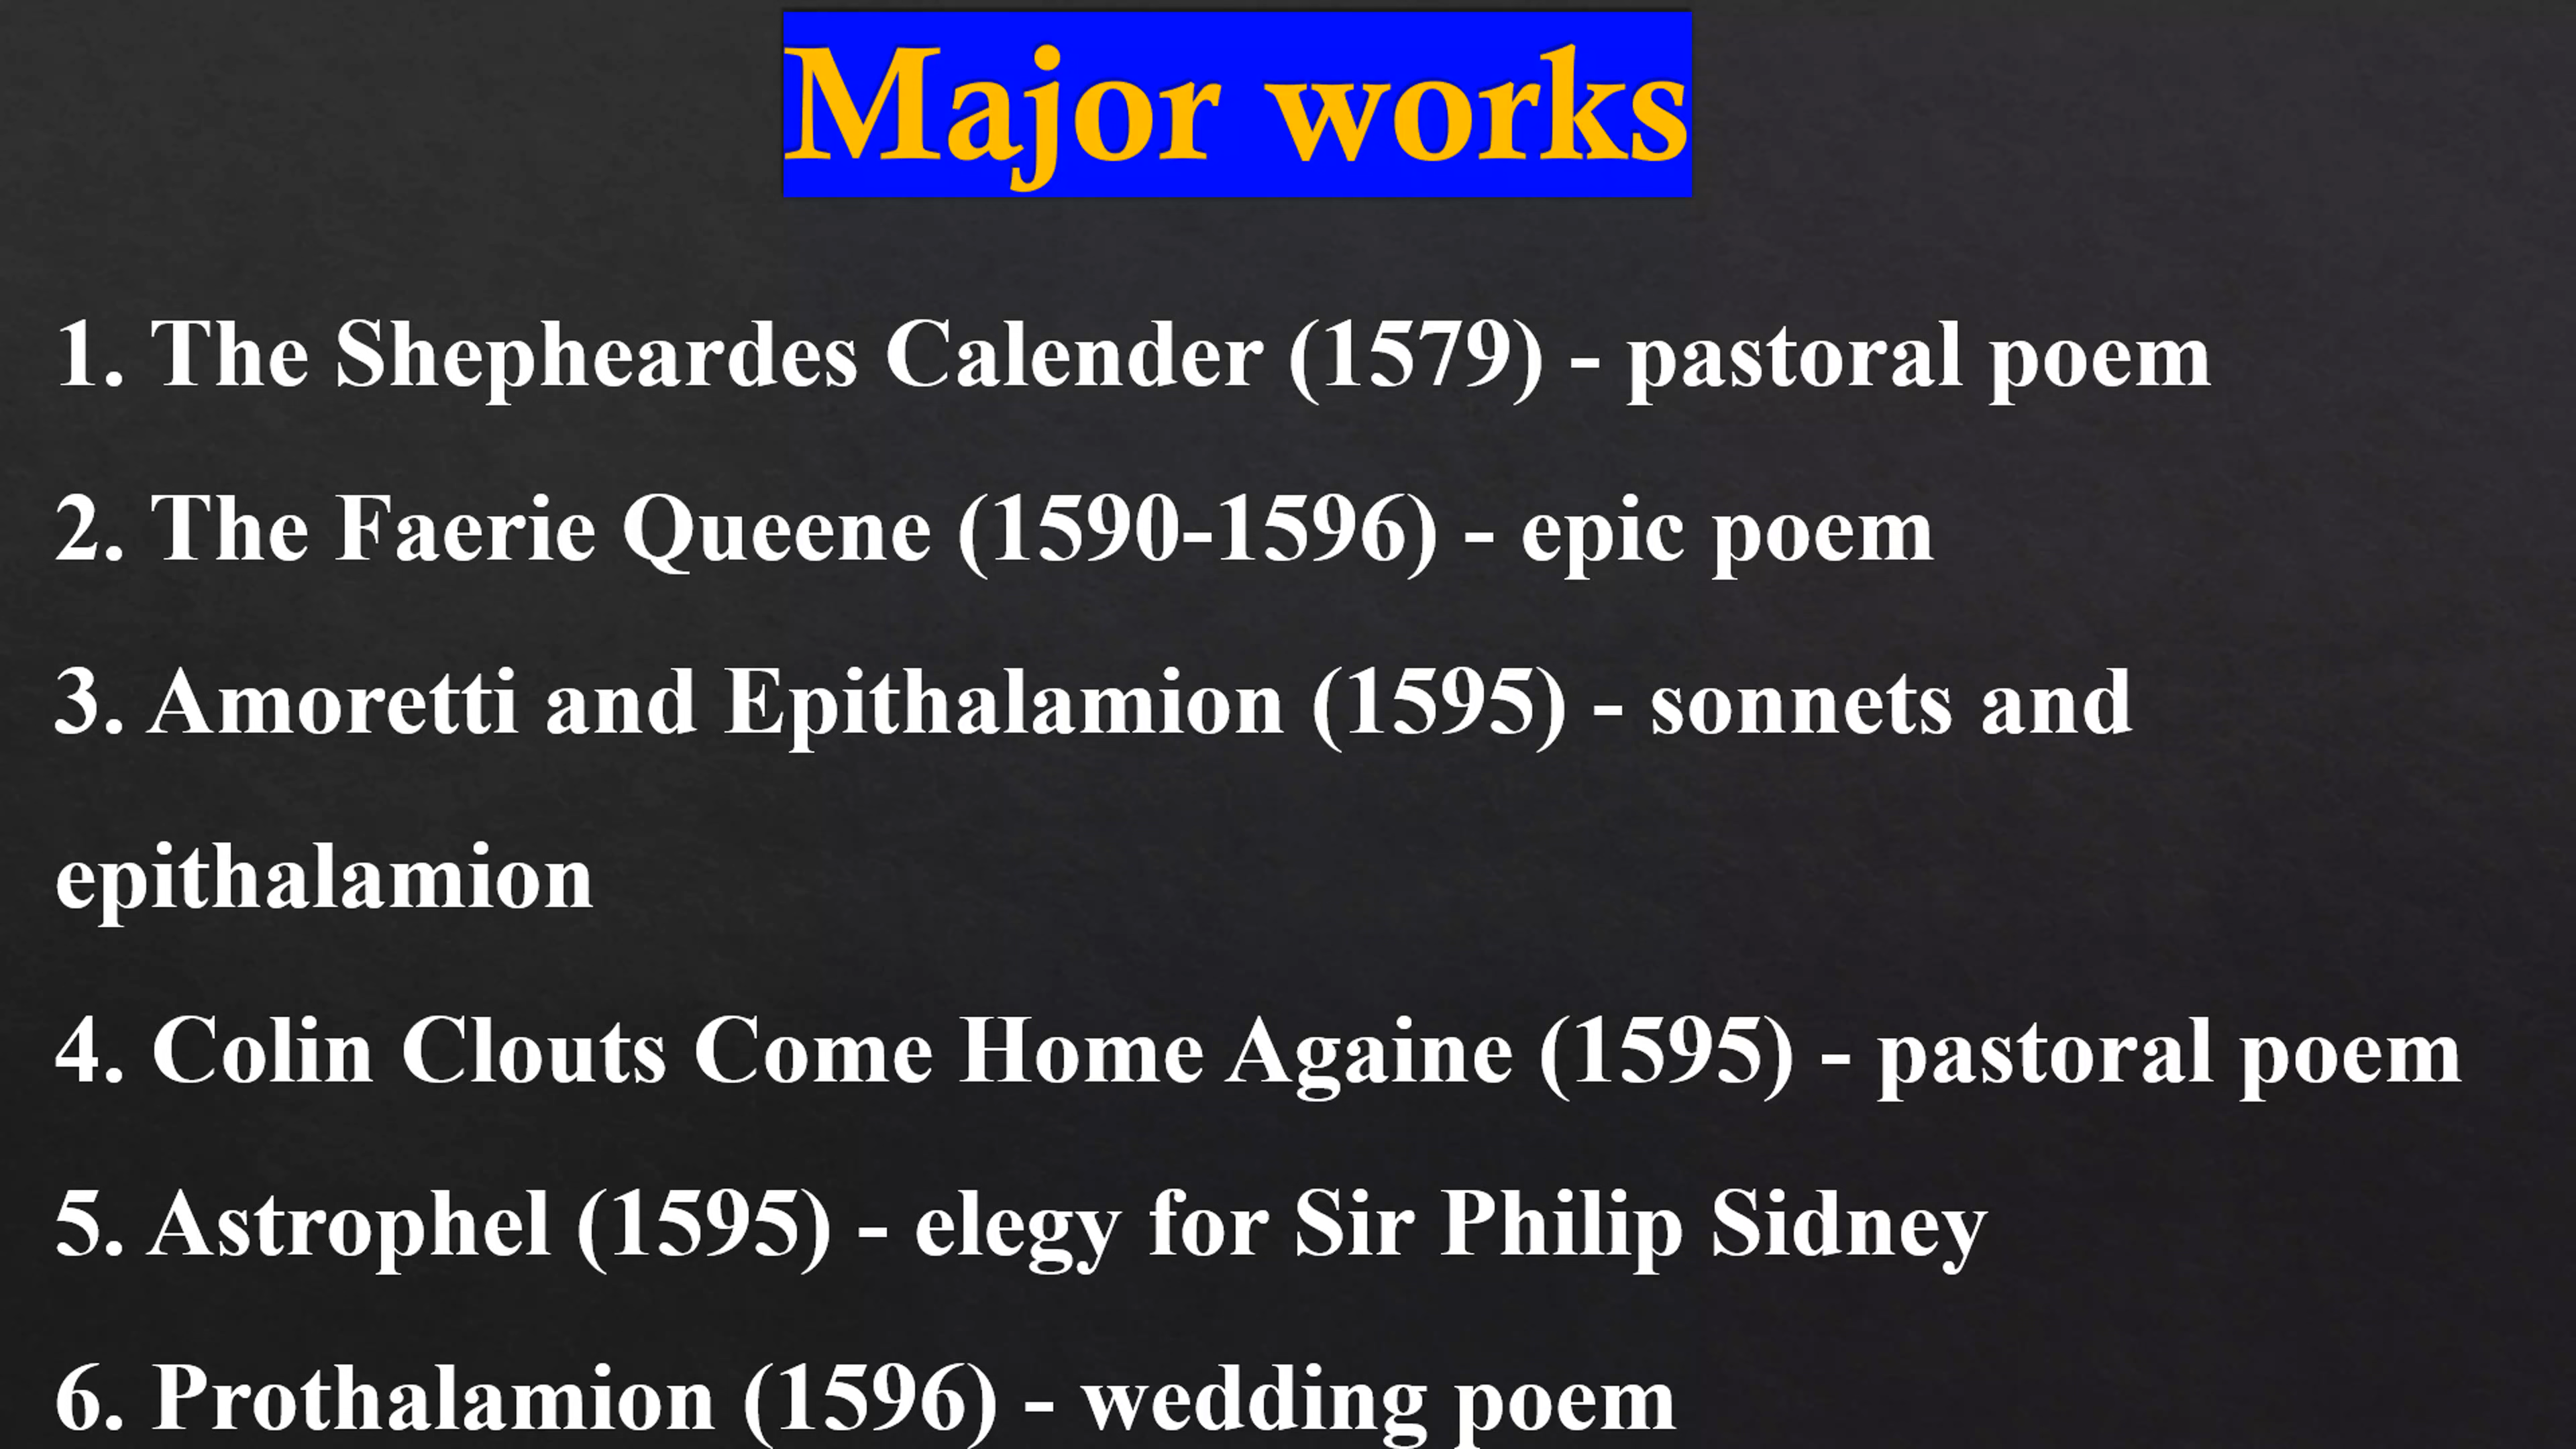 Major works
1. The Shepheardes Calender (1579) - pastoral poem
2. The Faerie Queene (1590-1596) - epic poem
3. Amoretti and Epithalamion (1595) - sonnets and
epithalamion
4. Colin Clouts Come Home Againe (1595) - pastoral poem
5. Astrophel (1595) - elegy for Sir Philip Sidney
6. Prothalamion (1596) - wedding poem